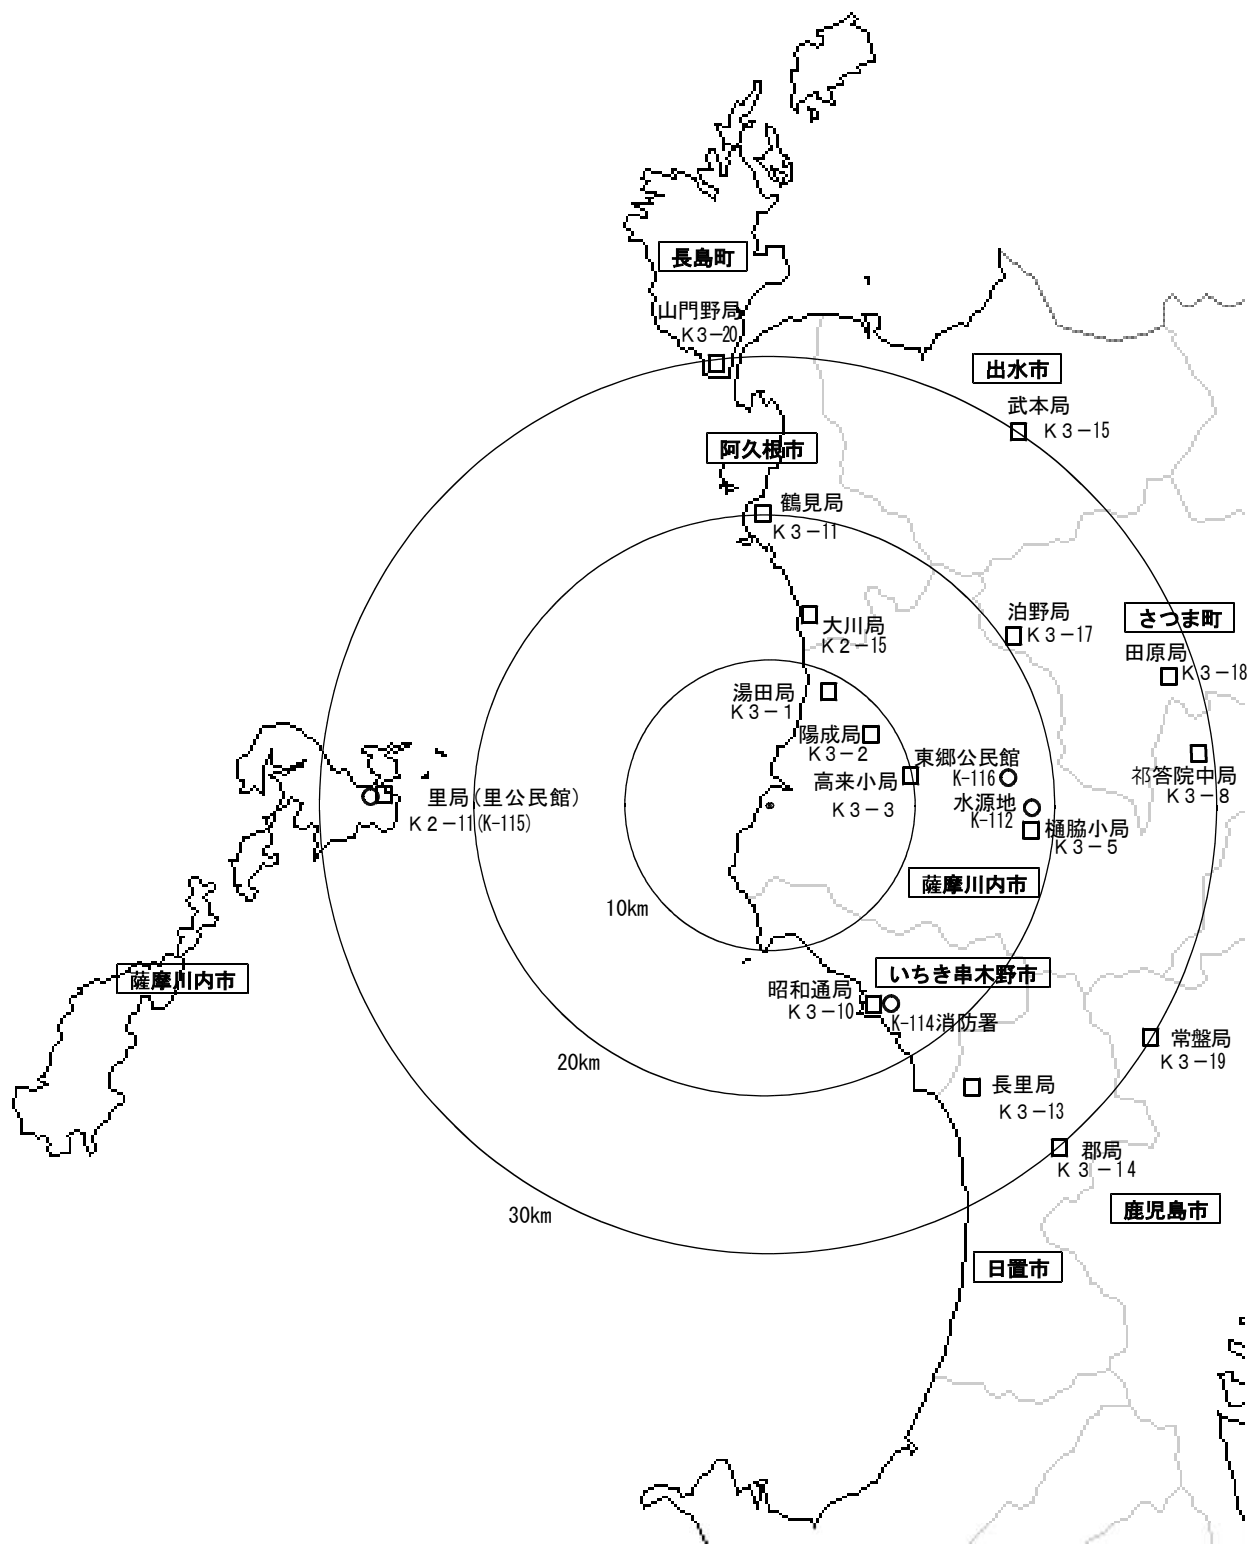 長島町
山門野局
K3-20
出水市
武本局
K3-15
阿久根市
鶴見局
K3-11
泊野局
K3-17
さつま町
田原局
K3-18
大川局
K2-15
湯田局
K3-1
陽成局
K3-2
東郷公民館
K-116
高来小局
K3-3
祁答院中局
K3-8
里局(里公民館)
K2-11(K-115)
水源地
K-112
樋脇小局
K3-5
薩摩川内市
10km
薩摩川内市
いちき串木野市
昭和通局
K3-10
K-114消防署
常盤局
K3-19
20km
長里局
K3-13
郡局
K3-14
鹿児島市
30km
日置市